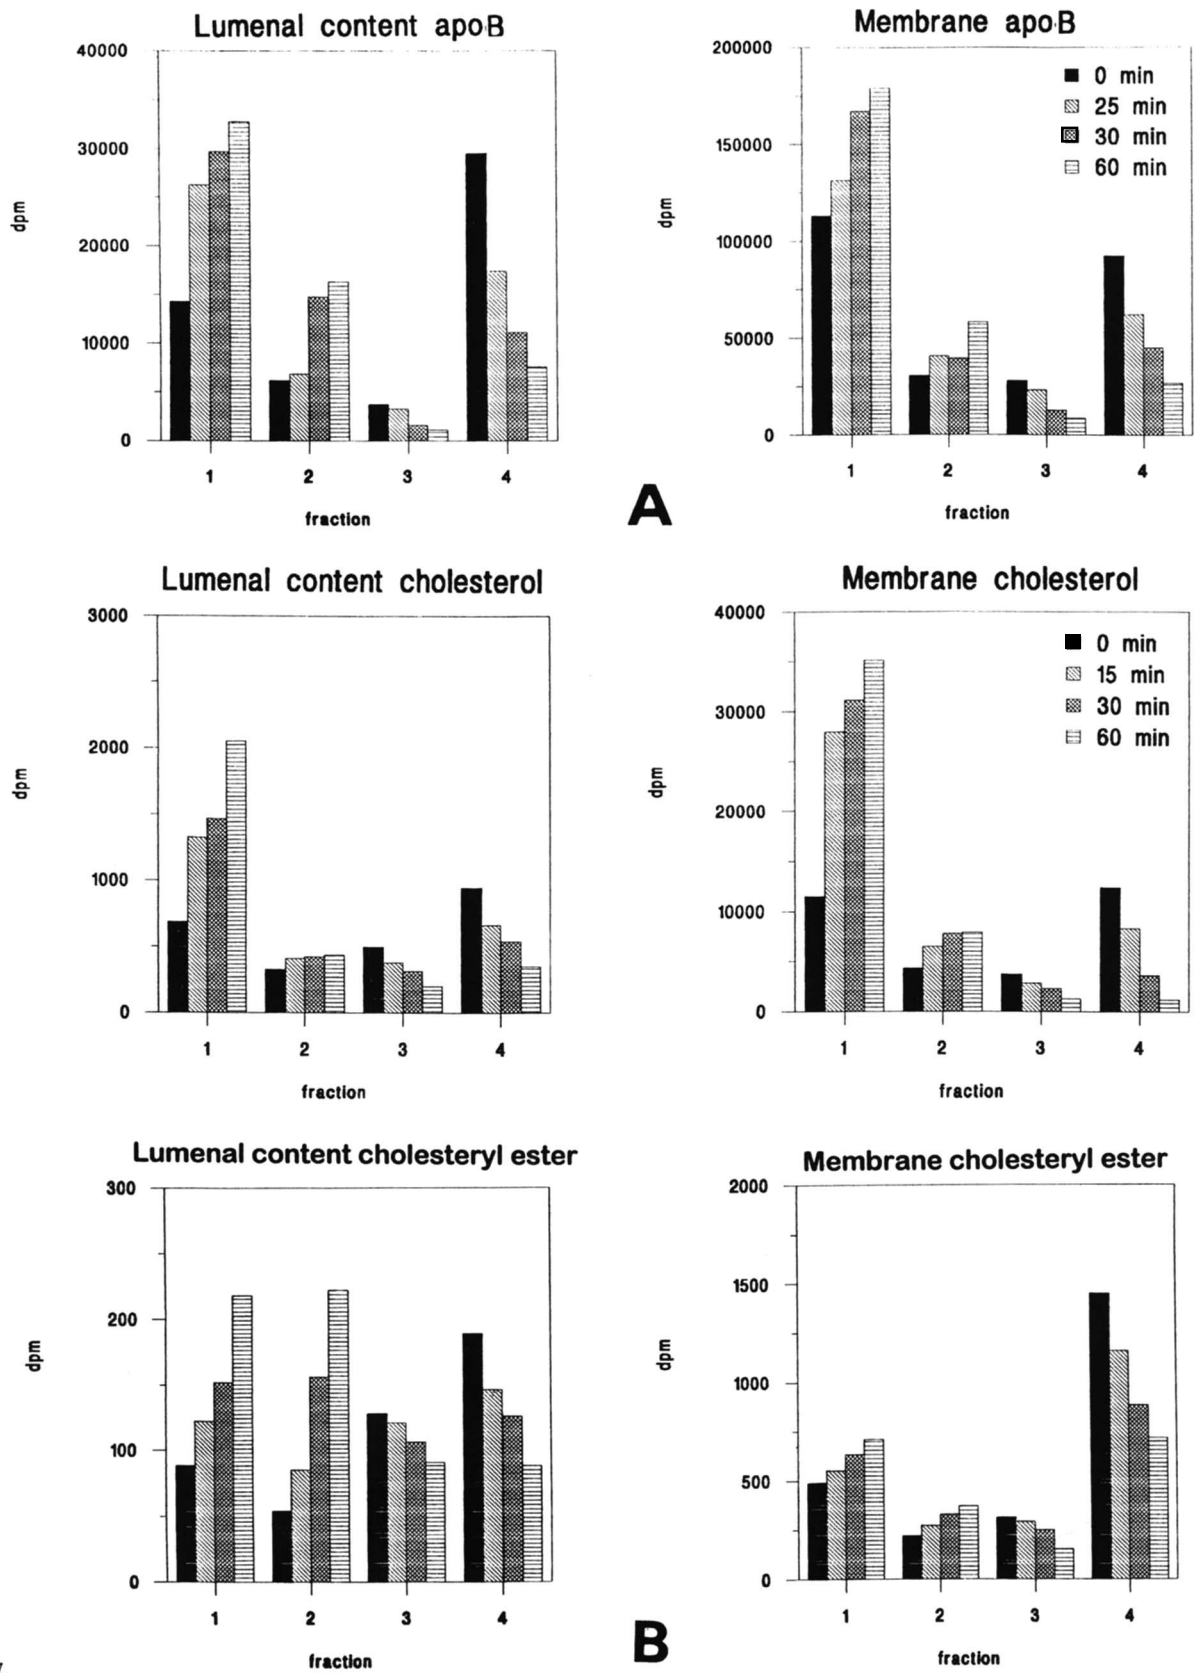 Lumenal content apo B
Membrane apo B
40000
30000
20000
10000
0
dpm
1 2 3 4
fraction
200000
150000
100000
50000
0
dpm
0 min
25 min
30 min
60 min
1 2 3 4
fraction
A
Lumenal content cholesterol
Membrane cholesterol
3000
2000
1000
0
dpm
1 2 3 4
fraction
40000
30000
20000
10000
0
dpm
0 min
15 min
30 min
60 min
1 2 3 4
fraction
Lumenal content cholesteryl ester
Membrane cholesteryl ester
300
200
100
0
dpm
1 2 3 4
fraction
2000
1500
1000
500
0
dpm
1 2 3 4
fraction
B